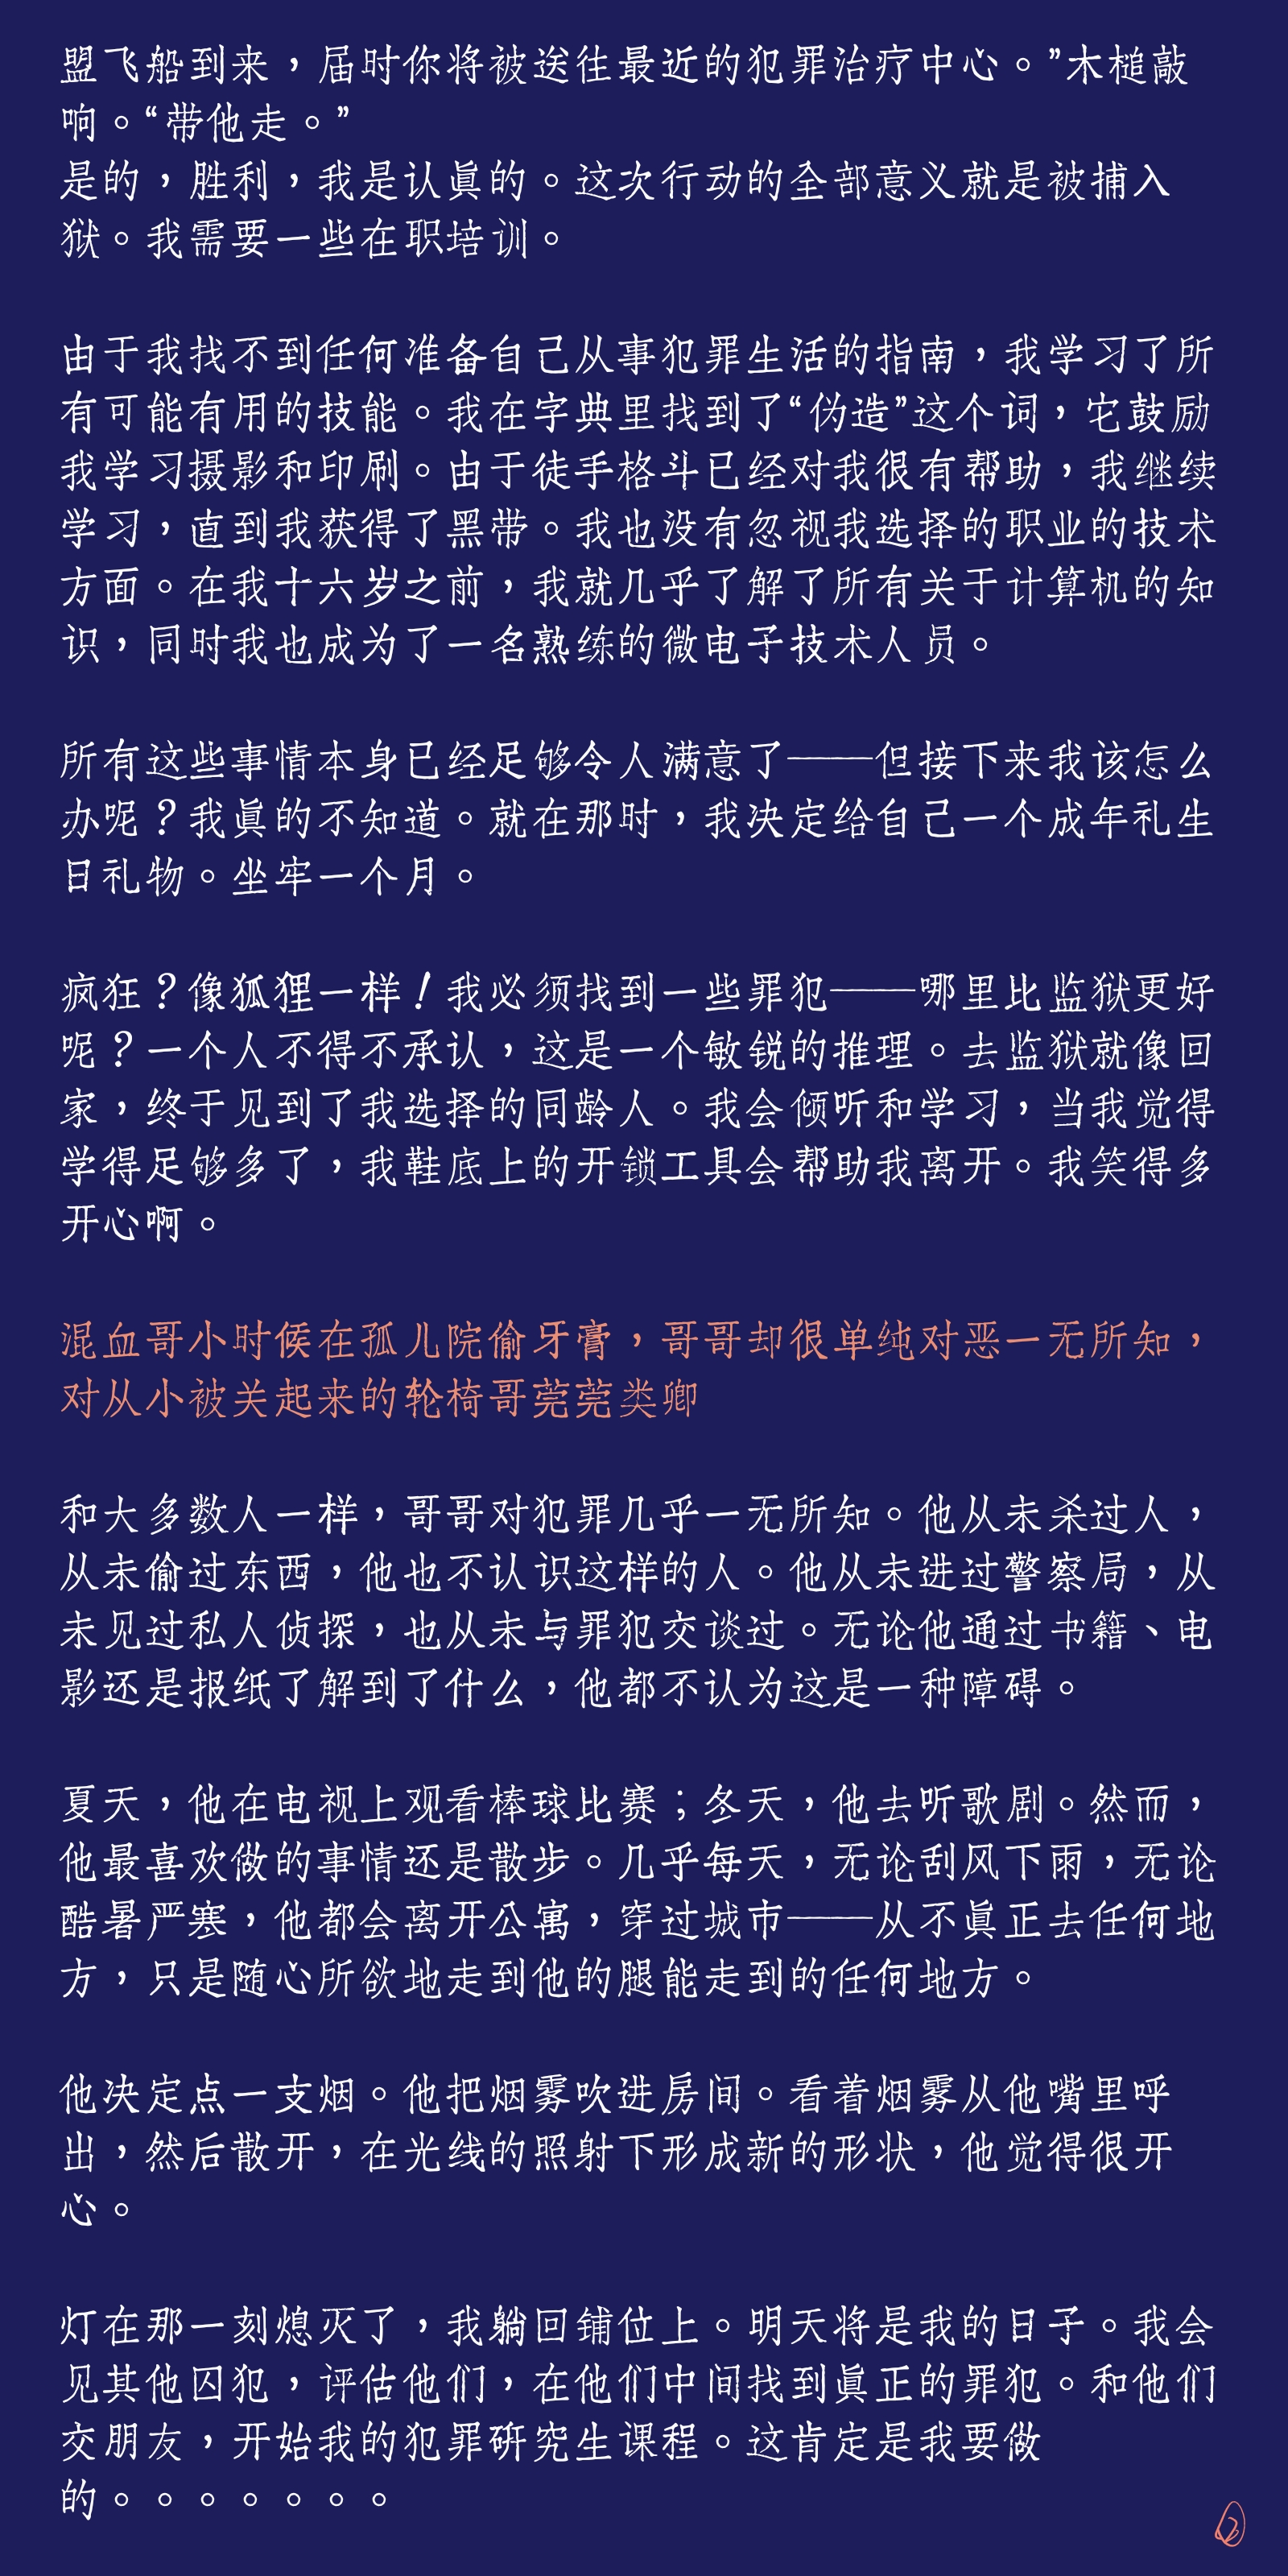 盟飞船到来，届时你将被送往最近的犯罪治疗中心。”木槌敲
响。“带他走。”
是的，胜利，我是认真的。这次行动的全部意义就是被捕入
狱。我需要一些在职培训。
由于我找不到任何准备自己从事犯罪生活的指南，我学习了所
有可能有用的技能。我在字典里找到了“伪造”这个词，它鼓励
我学习摄影和印刷。由于徒手格斗已经对我很有帮助，我继续
学习，直到我获得了黑带。我也没有忽视我选择的职业的技术
方面。在我十六岁之前，我就几乎了解了所有关于计算机的知
识，同时我也成为了一名熟练的微电子技术人员。
所有这些事情本身已经足够令人满意了——但接下来我该怎么
办呢？我真的不知道。就在那时，我决定给自己一个成年礼生
日礼物。坐牢一个月。
疯狂？像狐狸一样！我必须找到一些罪犯——哪里比监狱更好
呢？一个人不得不承认，这是一个敏锐的推理。去监狱就像回
家，终于见到了我选择的同龄人。我会倾听和学习，当我觉得
学得足够多了，我鞋底上的开锁工具会帮助我离开。我笑得多
开心啊。
混血哥小时候在孤儿院偷牙膏，哥哥却很单纯对恶一无所知，
对从小被关起来的轮椅哥莞莞类卿
和大多数人一样，哥哥对犯罪几乎一无所知。他从未杀过人，
从未偷过东西，他也不认识这样的人。他从未进过警察局，从
未见过私人侦探，也从未与罪犯交谈过。无论他通过书籍、电
影还是报纸了解到了什么，他都不认为这是一种障碍。
夏天，他在电视上观看棒球比赛；冬天，他去听歌剧。然而，
他最喜欢做的事情还是散步。几乎每天，无论刮风下雨，无论
酷暑严寒，他都会离开公寓，穿过城市——从不真正去任何地
方，只是随心所欲地走到他的腿能走到的任何地方。
他决定点一支烟。他把烟雾吹进房间。看着烟雾从他嘴里呼
出，然后散开，在光线的照射下形成新的形状，他觉得很开
心。
灯在那一刻熄灭了，我躺回铺位上。明天将是我的日子。我会
见其他囚犯，评估他们，在他们中间找到真正的罪犯。和他们
交朋友，开始我的犯罪研究生课程。这肯定是我要做
的。。。。。。。
2